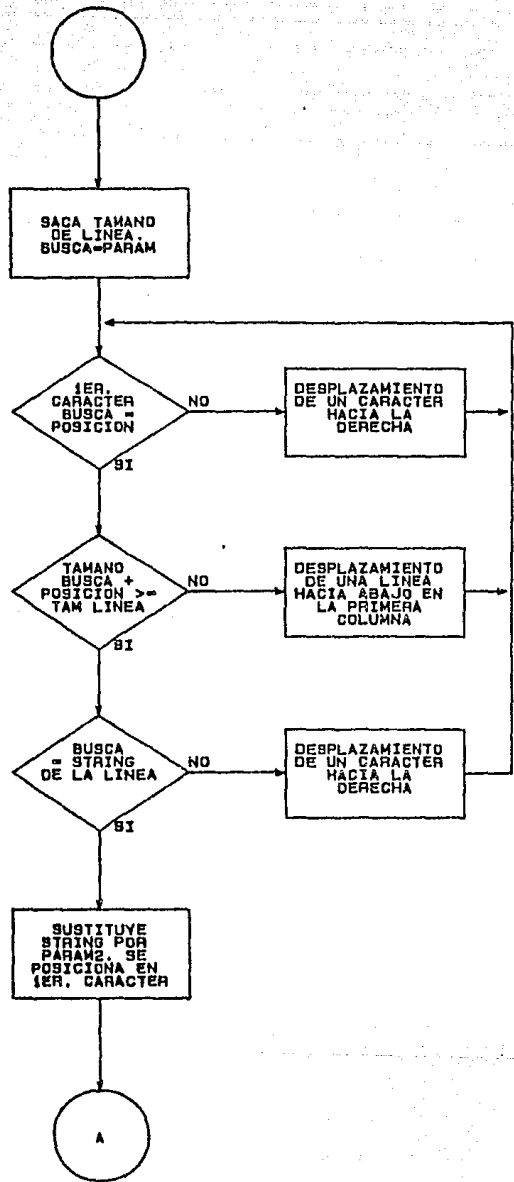 SACA TAMANO
DE LINEA.
BUSCA=PARAM
1ER.
CARACTER
BUSCA =
POSICION
NO
SI
DESPLAZAMIENTO
DE UN CARACTER
HACIA LA
DERECHA
TAMANO
BUSCA +
POSICION >=
TAM LINEA
NO
SI
DESPLAZAMIENTO
DE UNA LINEA
HACIA ABAJO EN
LA PRIMERA
COLUMNA
BUSCA
= STRING
DE LA LINEA
NO
SI
DESPLAZAMIENTO
DE UN CARACTER
HACIA LA
DERECHA
SUSTITUYE
STRING POR
PARAM2. SE
POSICIONA EN
1ER. CARACTER
A